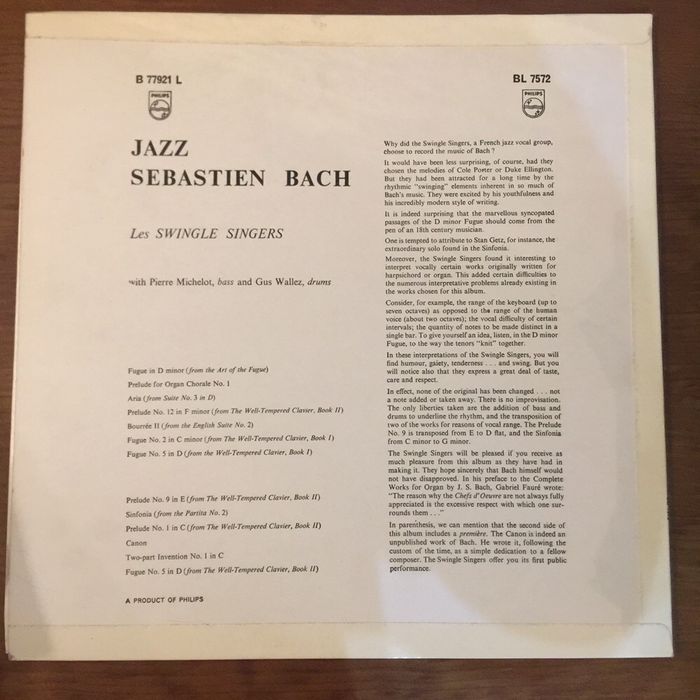 B 77921 L
PHILIPS
BL 7572
PHILIPS
JAZZ
SEBASTIEN BACH
Les SWINGLE SINGERS
with Pierre Michelot, bass and Gus Wallez, drums
Fugue in D minor (from the Art of the Fugue)
Prelude for Organ Chorale No. 1
Aria (from Suite No. 3 in D)
Prelude No. 12 in F minor (from The Well-Tempered Clavier, Book II)
Bourrée II (from the English Suite No. 2)
Fugue No. 2 in C minor (from The Well-Tempered Clavier, Book I)
Fugue No. 5 in D (from the Well-Tempered Clavier, Book I)
Prelude No. 9 in E (from The Well-Tempered Clavier, Book II)
Sinfonia (from the Partita No. 2)
Prelude No. 1 in C (from The Well-Tempered Clavier, Book II)
Canon
Two-part Invention No. 1 in C
Fugue No. 5 in D (from The Well-Tempered Clavier, Book II)
A PRODUCT OF PHILIPS
Why did the Swingle Singers, a French jazz vocal group,
choose to record the music of Bach?
It would have been less surprising, of course, had they
chosen the melodies of Cole Porter or Duke Ellington.
But they had been attracted for a long time by the
rhythmic "swinging" elements inherent in so much of
Bach's music. They were excited by his youthfulness and
his incredibly modern style of writing.
It is indeed surprising that the marvellous syncopated
passages of the D minor Fugue should come from the
pen of an 18th century musician.
One is tempted to attribute to Stan Getz, for instance, the
extraordinary solo found in the Sinfonia.
Moreover, the Swingle Singers found it interesting to
interpret vocally certain works originally written for
harpsichord or organ. This added certain difficulties to
the numerous interpretative problems already existing in
the works chosen for this album.
Consider, for example, the range of the keyboard (up to
seven octaves) as opposed to the range of the human
voice (about two octaves); the vocal difficulty of certain
intervals; the quantity of notes to be made distinct in a
single bar. To give yourself an idea, listen, in the D minor
Fugue, to the way the tenors "knit" together.
In these interpretations of the Swingle Singers, you will
find humour, gaiety, tenderness . . . and swing. But you
will notice also that they express a great deal of taste,
care and respect.
In effect, none of the original has been changed . . . not
a note added or taken away. There is no improvisation.
The only liberties taken are the addition of bass and
drums to underline the rhythm, and the transposition of
two of the works for reasons of vocal range. The Prelude
No. 9 is transposed from E to D flat, and the Sinfonia
from C minor to G minor.
The Swingle Singers will be pleased if you receive as
much pleasure from this album as they have had in
making it. They hope sincerely that Bach himself would
not have disapproved. In his preface to the Complete
Works for Organ by J. S. Bach, Gabriel Fauré wrote:
"The reason why the Chefs d'Oeuvre are not always fully
appreciated is the excessive respect with which one sur-
rounds them . . ."
In parenthesis, we can mention that the second side of
this album includes a première. The Canon is indeed an
unpublished work of Bach. He wrote it, following the
custom of the time, as a simple dedication to a fellow
composer. The Swingle Singers offer you its first public
performance.